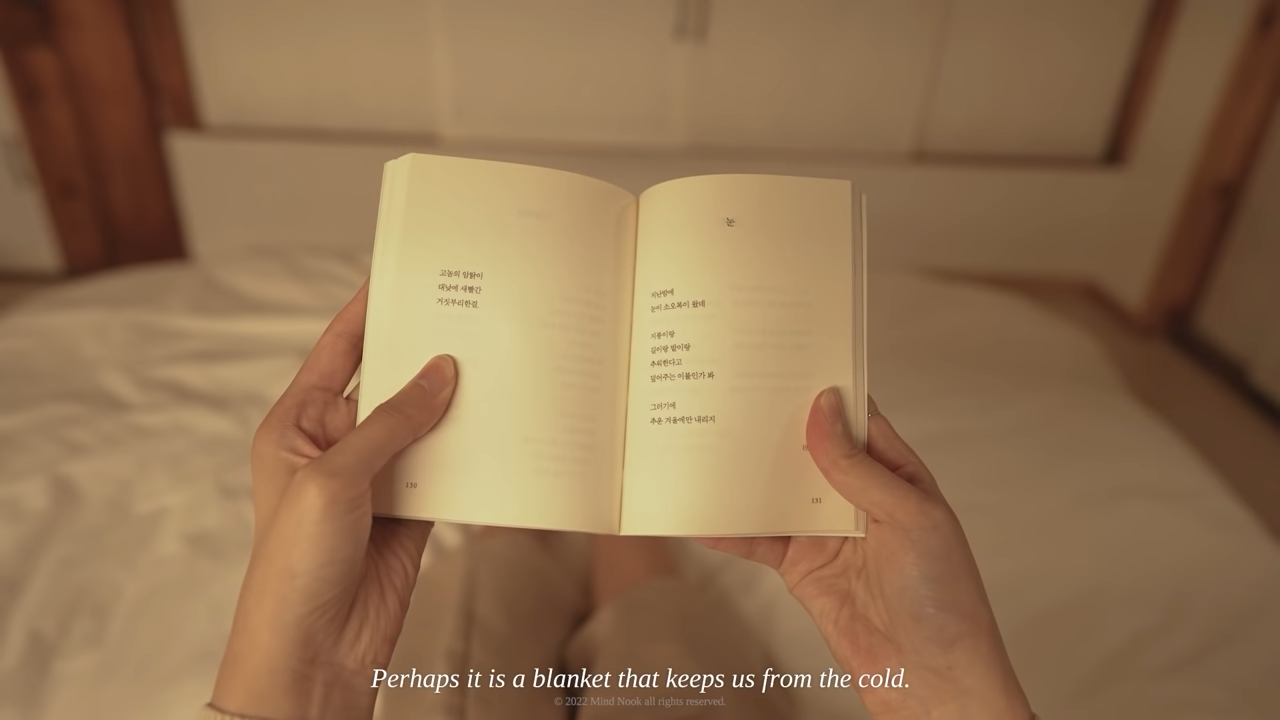 고놈의 암탉이
대낮에 새빨간
거짓부리한걸.
130
눈
지난밤에
눈이 소오복이 왔네
지붕이랑
길이랑 밭이랑
추워한다고
덮어주는 이불인가 봐
그러기에
추운 겨울에만 내리지
131
Perhaps it is a blanket that keeps us from the cold.
© 2022 Mind Nook all rights reserved.